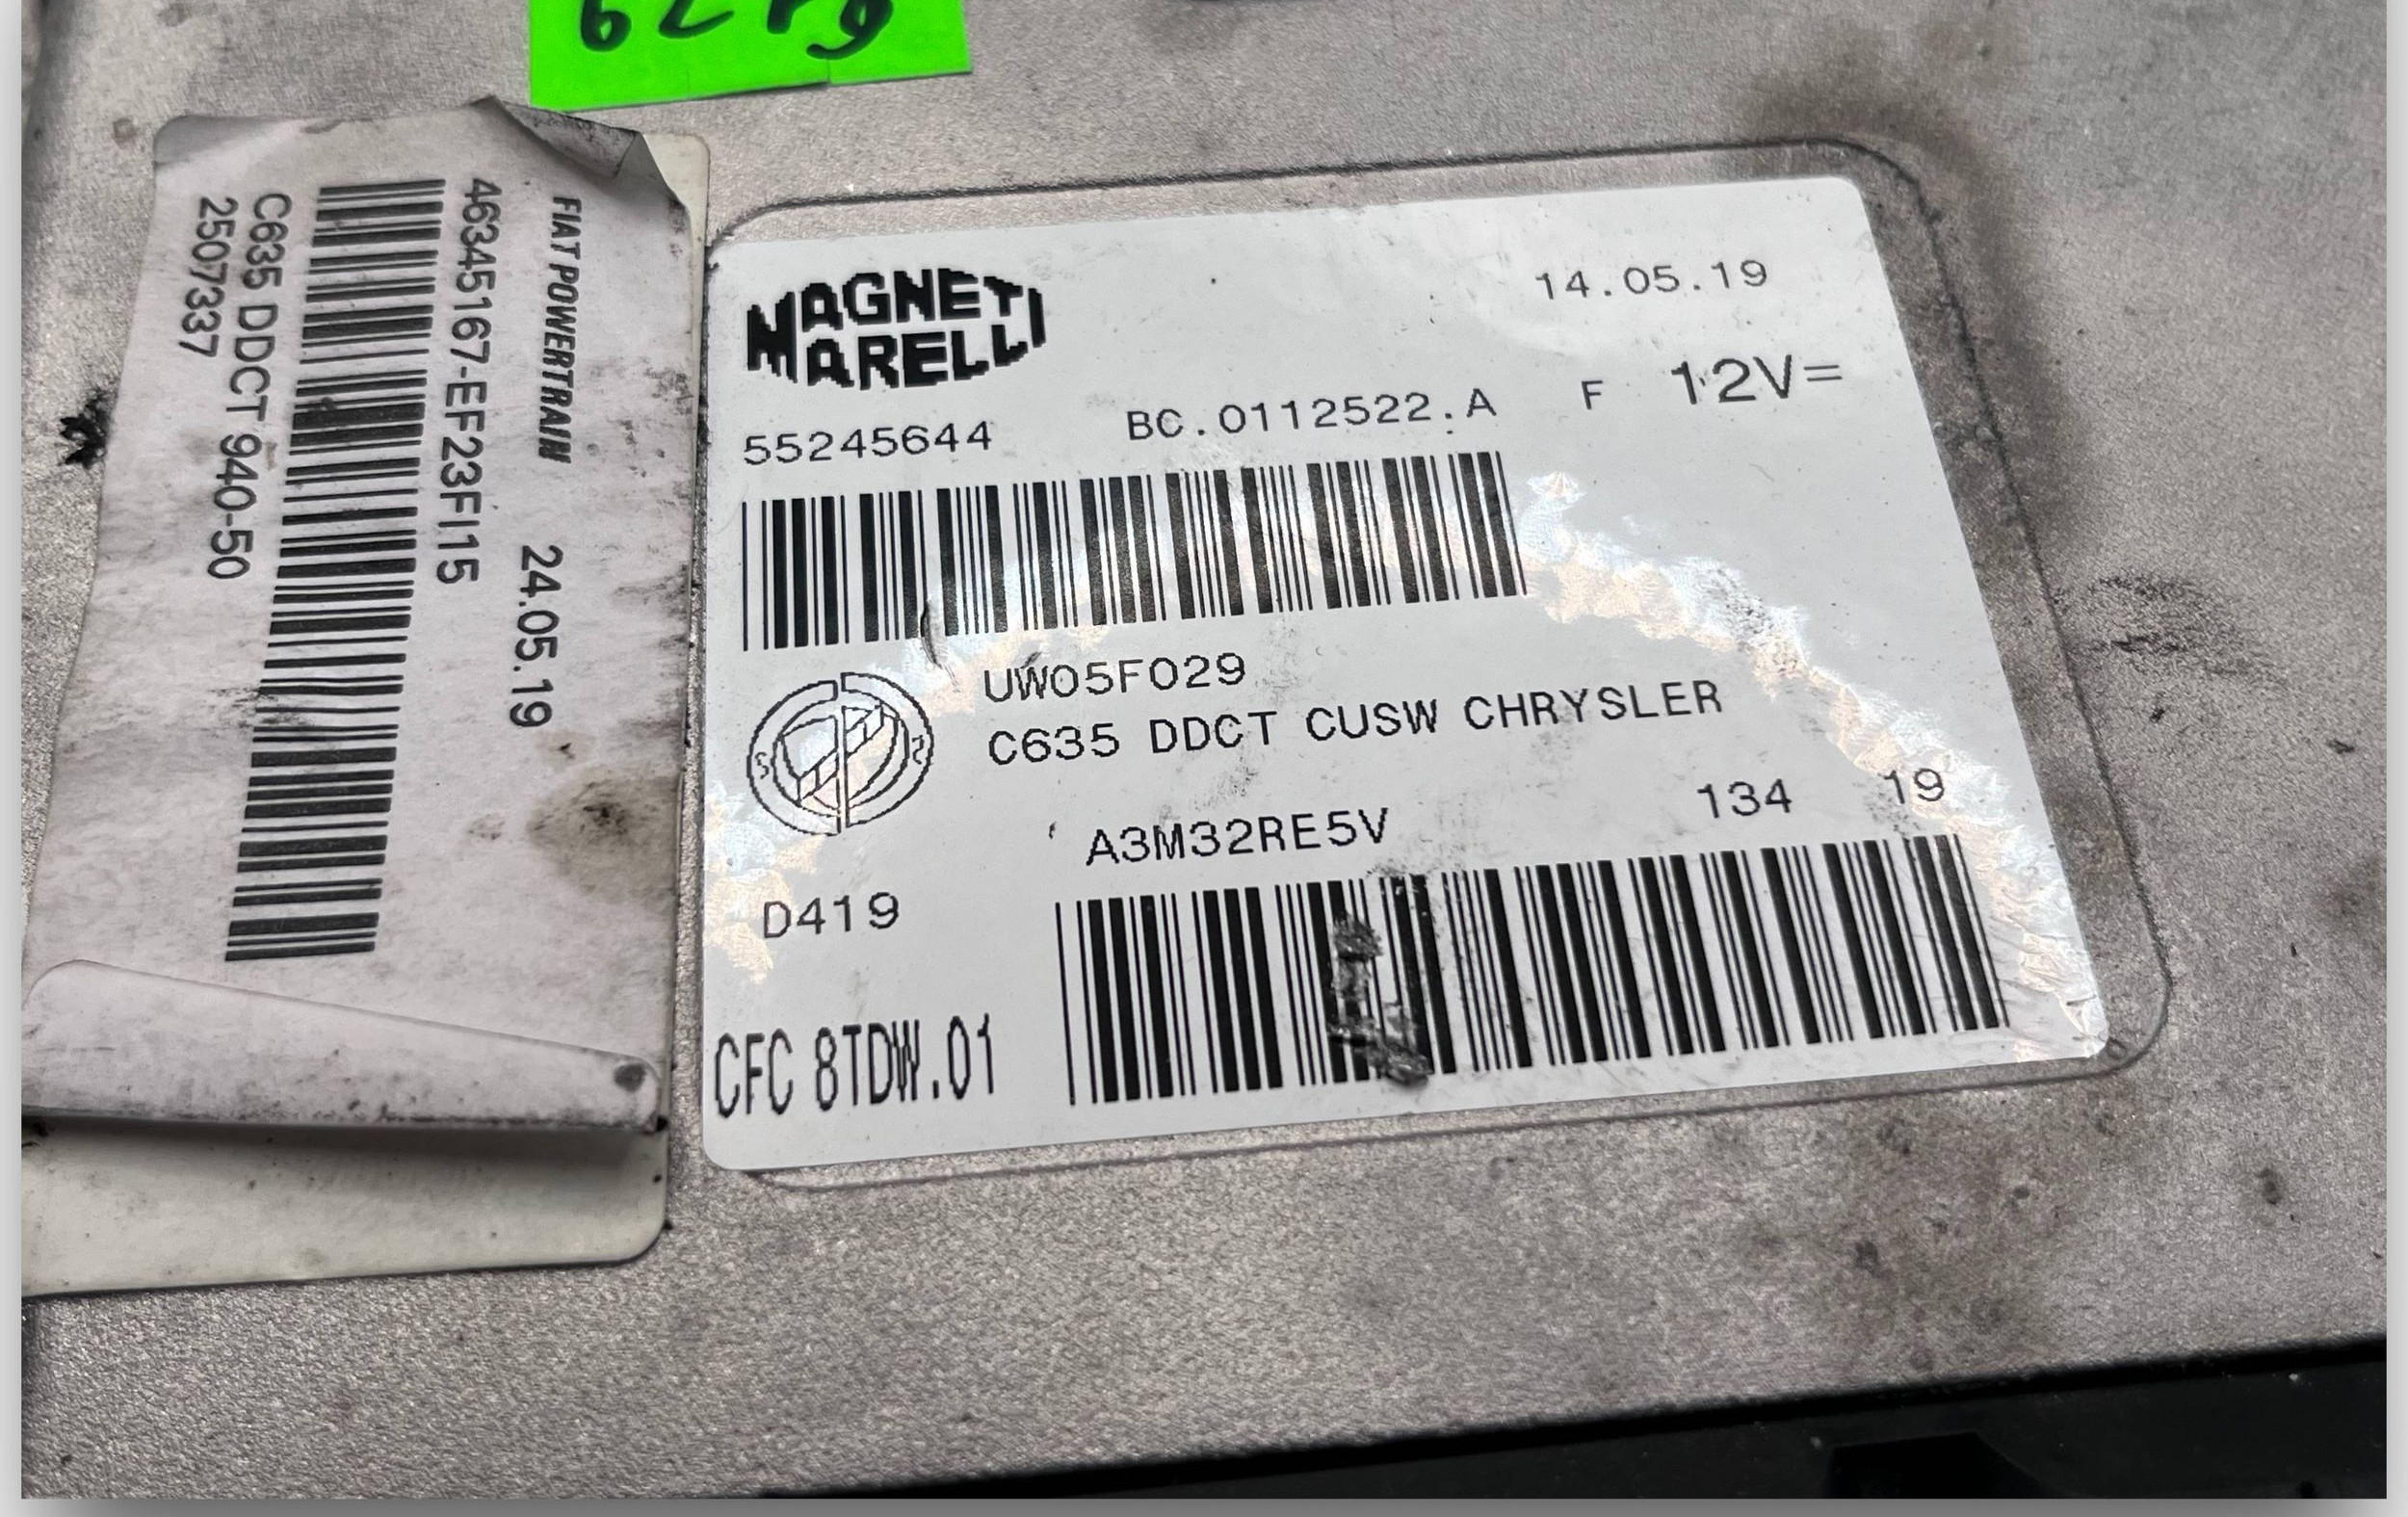 FIAT POWERTRAIN 24.05.19
46345167-EF23FI15
C635 DDCT 940-50
2507337
MAGNETI
MARELLI
14.05.19
55245644 BC.0112522.A F 12V=
UW05F029
C635 DDCT CUSW CHRYSLER
A3M32RE5V 134 19
D419
CFC 8TDW.01